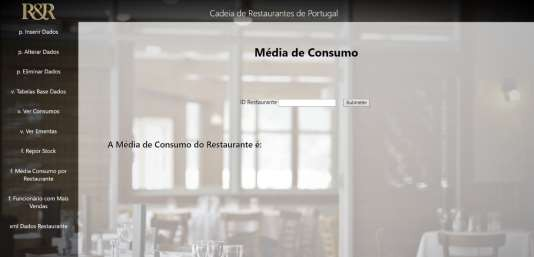 R&R
Cadeia de Restaurantes de Portugal
p. Inserir Dados
p. Alterar Dados
p. Eliminar Dados
v. Tabelas Base Dados
v. Ver Consumos
v. Ver Ementas
f. Repor Stock
f. Média Consumo por
Restaurante
f. Funcionário com Mais
Vendas
xml Dados Restaurante
Média de Consumo
ID Restaurante
Submeter
A Média de Consumo do Restaurante é: